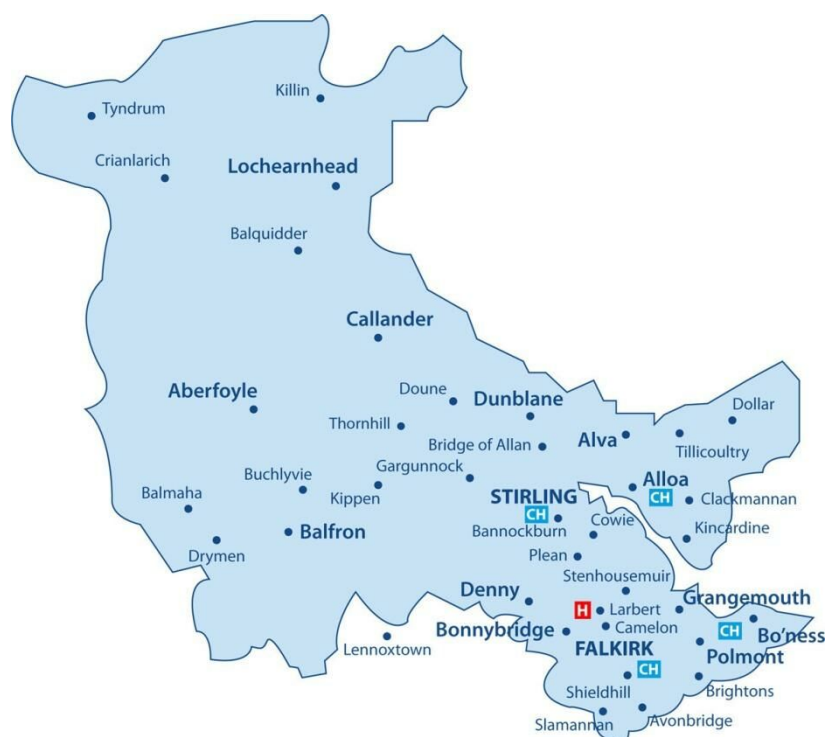 Killin
Tyndrum
Crianlarich
Lochearnhead
Balquidder
Callander
Doune
Aberfoyle
Dunblane
Dollar
Thornhill
Alva
Bridge of Allan
Tillicoultry
Gargunnock
Buchlyvie
Alloa
Balmaha
Kippen
STIRLING
CH
Clackmannan
CH
Cowie
Bannockburn
Balfron
Kincardine
Drymen
Plean
Stenhousemuir
Denny
Grangemouth
H
Larbert
Bonnybridge
Camelon
CH
Bo'ness
Lennoxtown
FALKIRK
Polmont
CH
Shieldhill
Brightons
Slamannan
Avonbridge